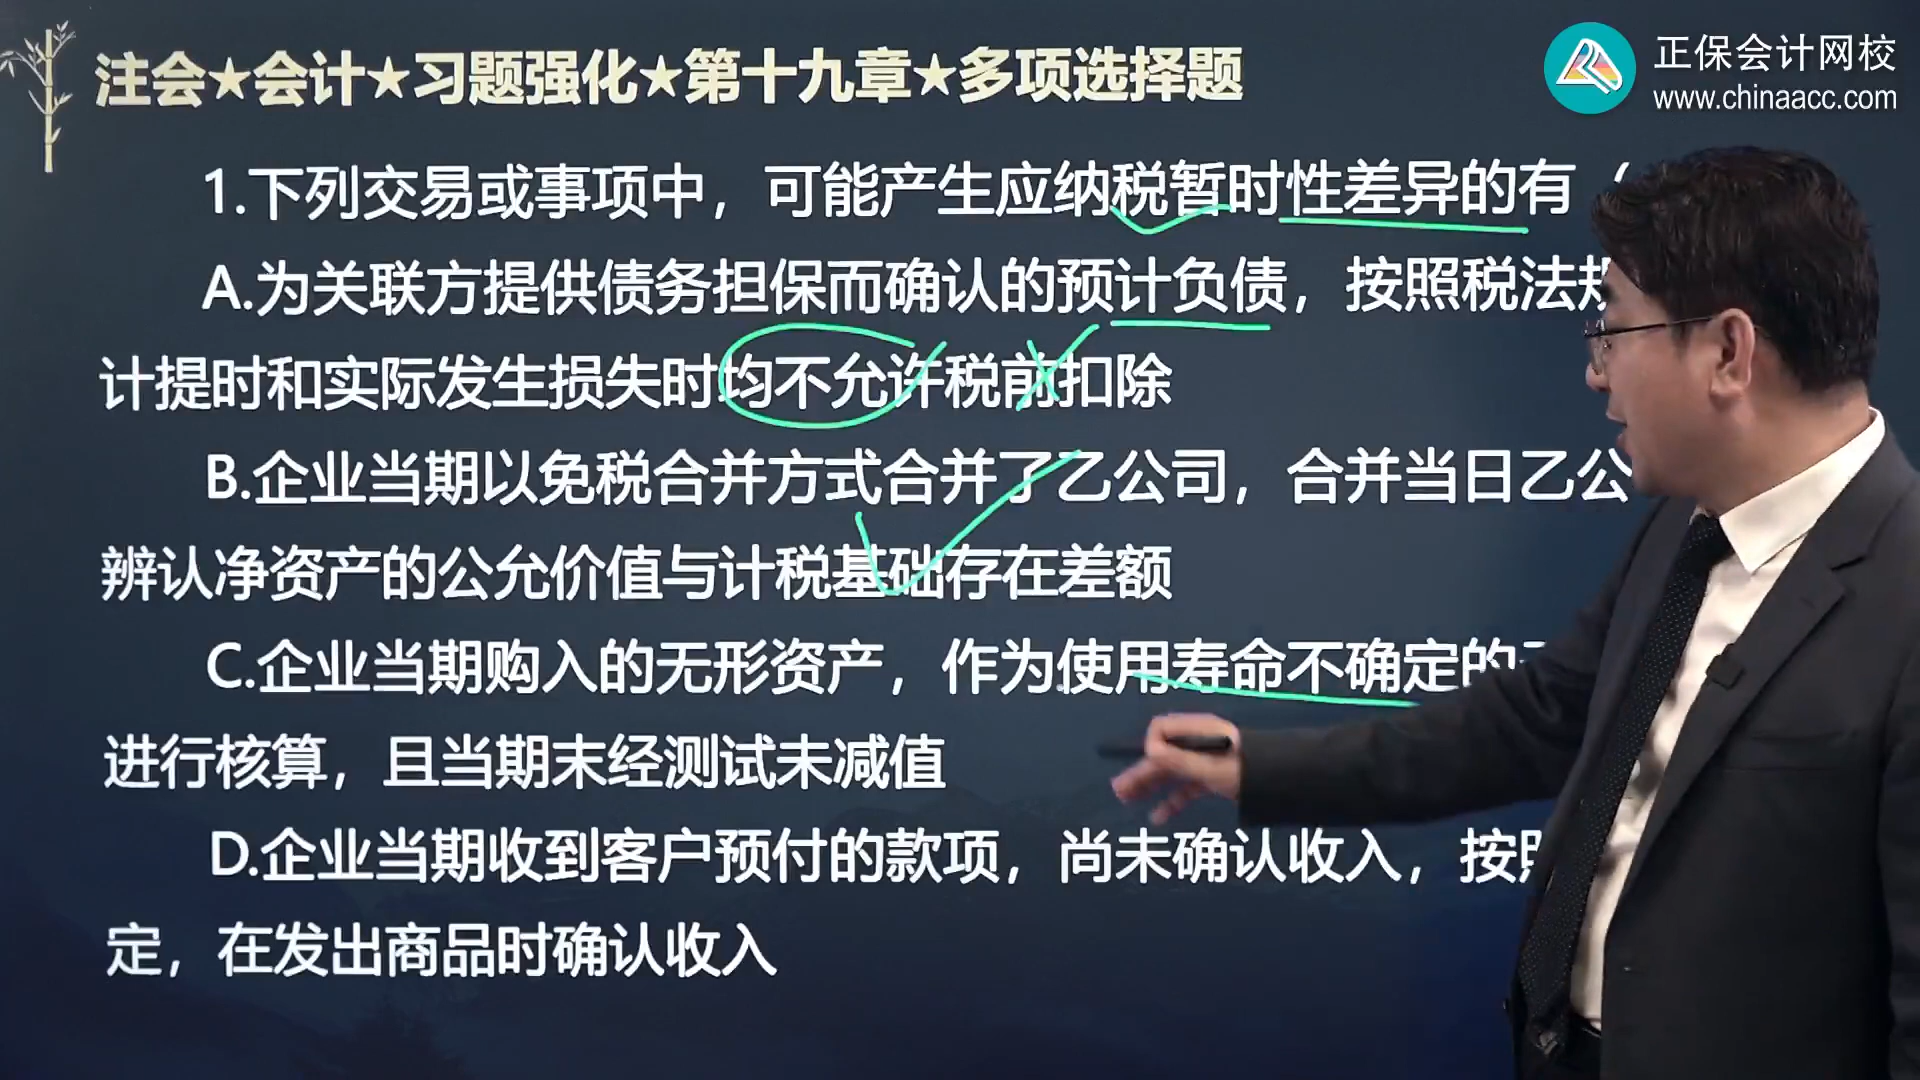 注会★会计★习题强化★第十九章★多项选择题
正保会计网校
www.chinaacc.com
1.下列交易或事项中，可能产生应纳税暂时性差异的有（
A.为关联方提供债务担保而确认的预计负债，按照税法规
计提时和实际发生损失时均不允许税前扣除
B.企业当期以免税合并方式合并了乙公司，合并当日乙公
辨认净资产的公允价值与计税基础存在差额
C.企业当期购入的无形资产，作为使用寿命不确定的
进行核算，且当期末经测试未减值
D.企业当期收到客户预付的款项，尚未确认收入，按照
定，在发出商品时确认收入